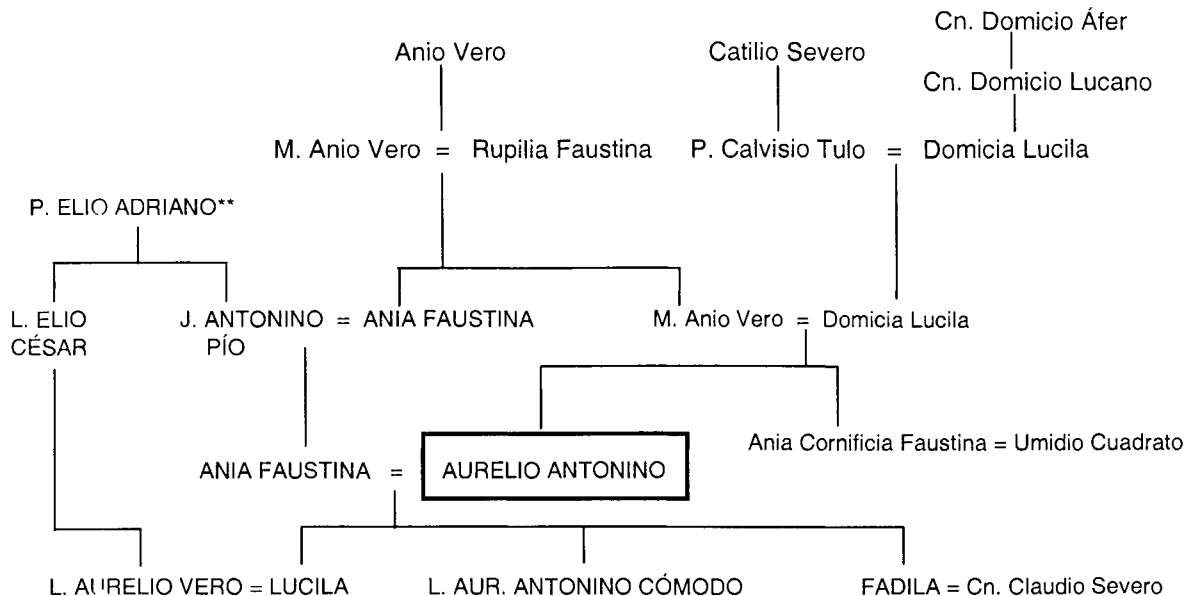 Cn. Domicio Áfer
Anio Vero Catilio Severo
Cn. Domicio Lucano
M. Anio Vero = Rupilia Faustina P. Calvisio Tulo = Domicia Lucila
P. ELIO ADRIANO**
L. ELIO J. ANTONINO = ANIA FAUSTINA M. Anio Vero = Domicia Lucila
CÉSAR PÍO
Ania Cornificia Faustina = Umidio Cuadrato
ANIA FAUSTINA = AURELIO ANTONINO
L. AURELIO VERO = LUCILA L. AUR. ANTONINO CÓMODO FADILA = Cn. Claudio Severo